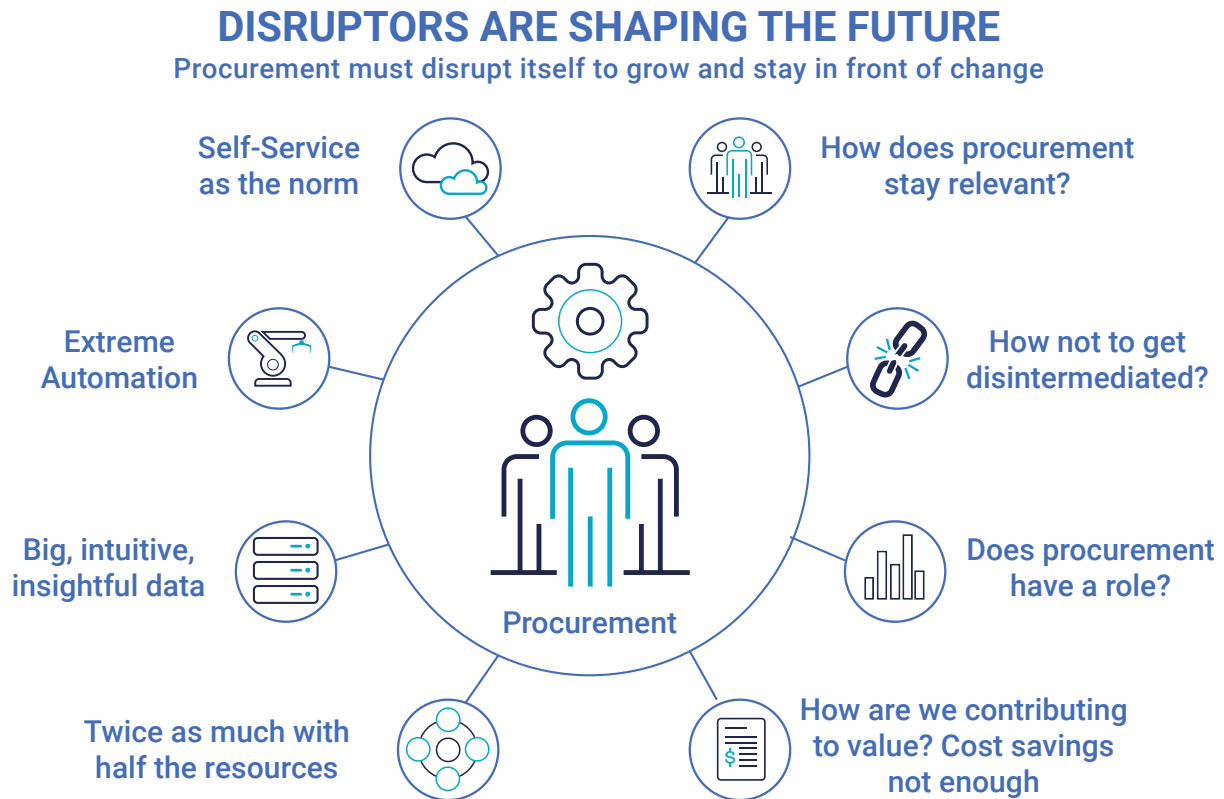 DISRUPTORS ARE SHAPING THE FUTURE
Procurement must disrupt itself to grow and stay in front of change
Self-Service
as the norm
How does procurement
stay relevant?
Extreme
Automation
How not to get
disintermediated?
Big, intuitive,
insightful data
Does procurement
have a role?
Procurement
Twice as much with
half the resources
How are we contributing
to value? Cost savings
not enough
$